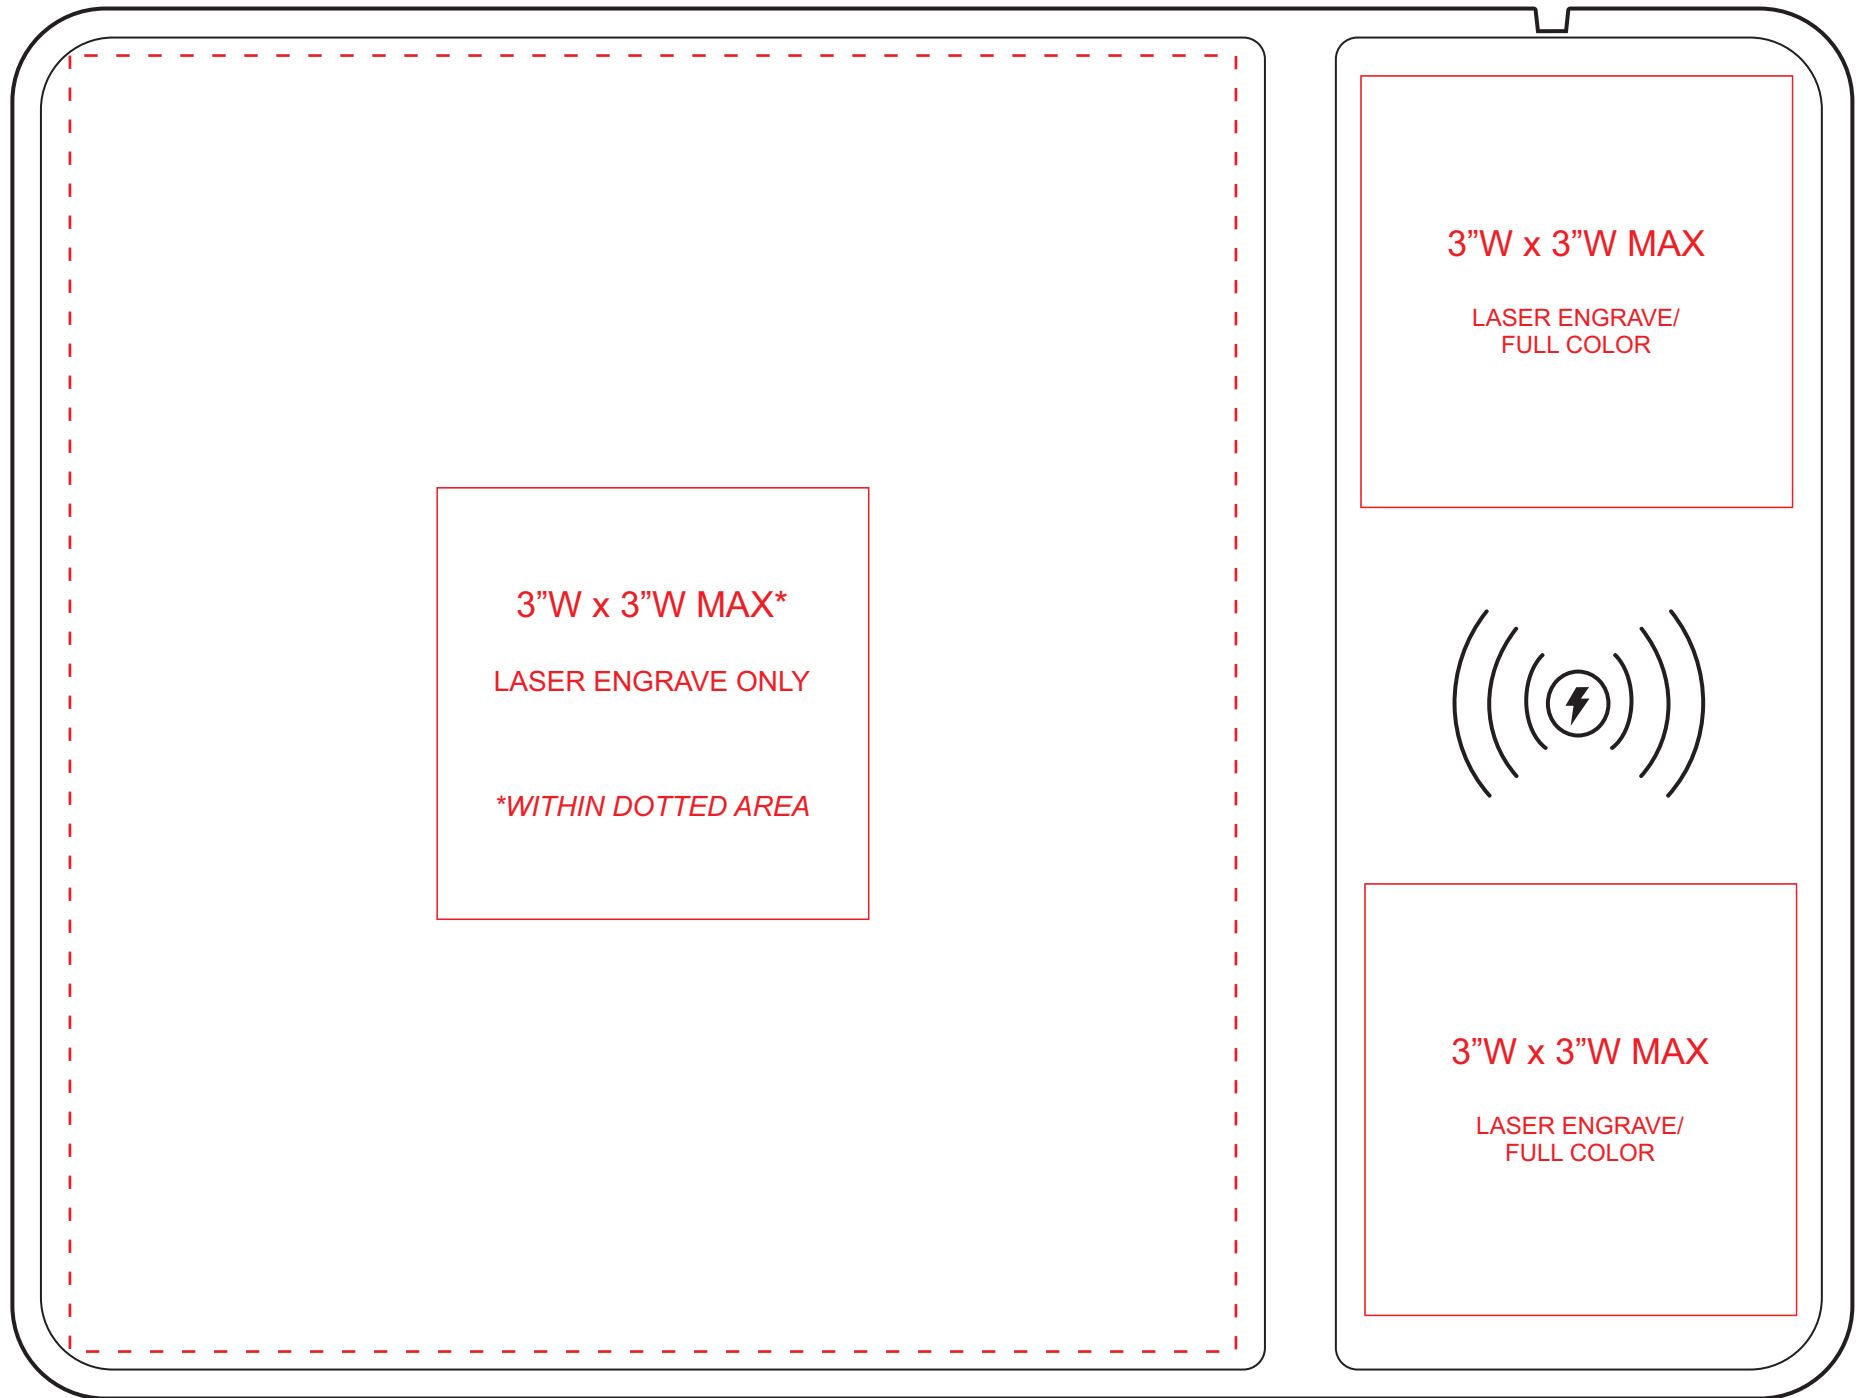 3”W x 3”W MAX*
LASER ENGRAVE ONLY
*WITHIN DOTTED AREA
3”W x 3”W MAX
LASER ENGRAVE/
FULL COLOR
3”W x 3”W MAX
LASER ENGRAVE/
FULL COLOR